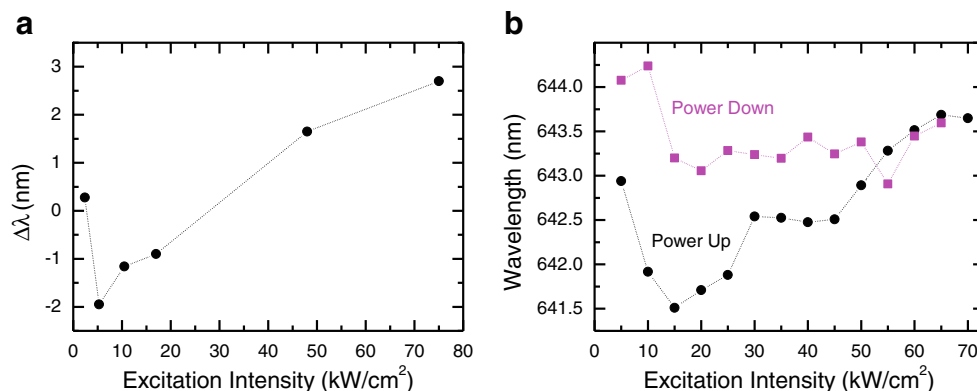 a
3
2
1
0
-1
-2
Δλ (nm)
0 10 20 30 40 50 60 70 80
Excitation Intensity (kW/cm²)
b
644.0
643.5
643.0
642.5
642.0
641.5
Wavelength (nm)
Power Down
Power Up
0 10 20 30 40 50 60 70
Excitation Intensity (kW/cm²)